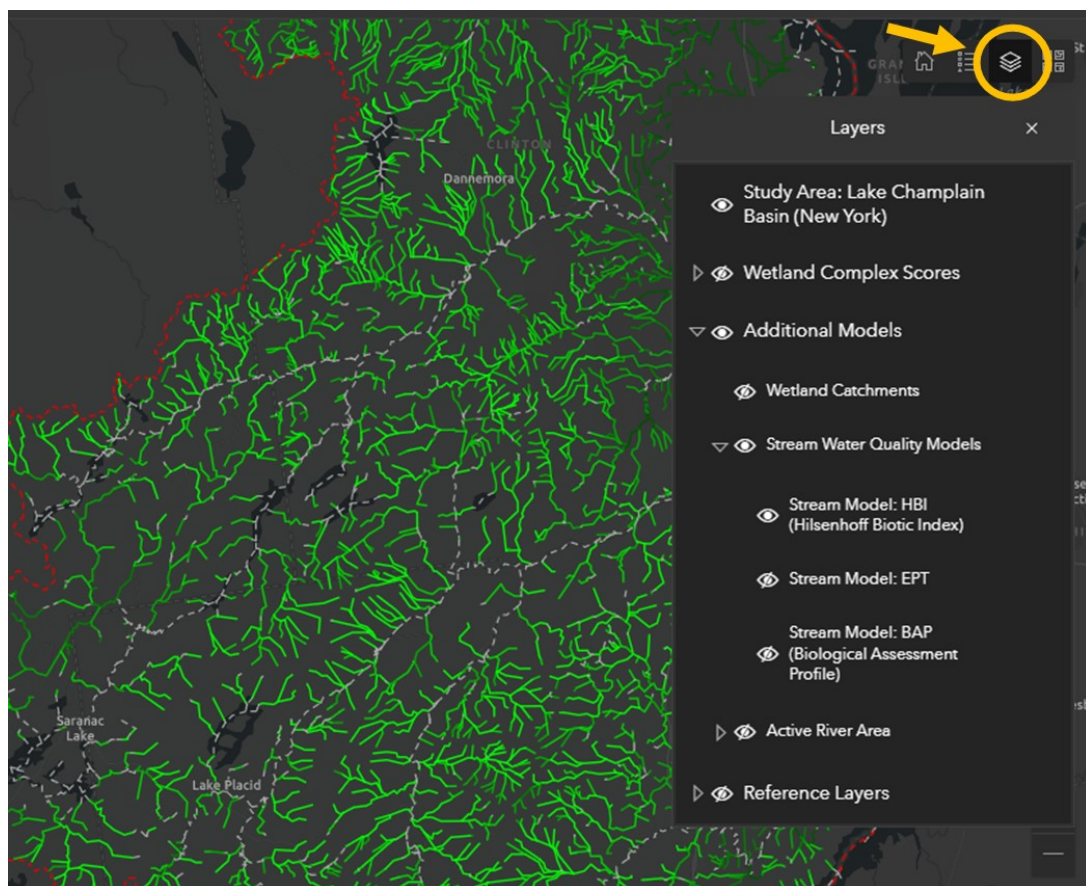 GRAN
ISL
Layers
CLINTON
Dannemora
Study Area: Lake Champlain
Basin (New York)
Wetland Complex Scores
Additional Models
Wetland Catchments
Stream Water Quality Models
Stream Model: HBI
(Hilsenhoff Biotic Index)
Stream Model: EPT
Stream Model: BAP
(Biological Assessment
Profile)
Saranac
Lake
Active River Area
Lake Placid
Reference Layers